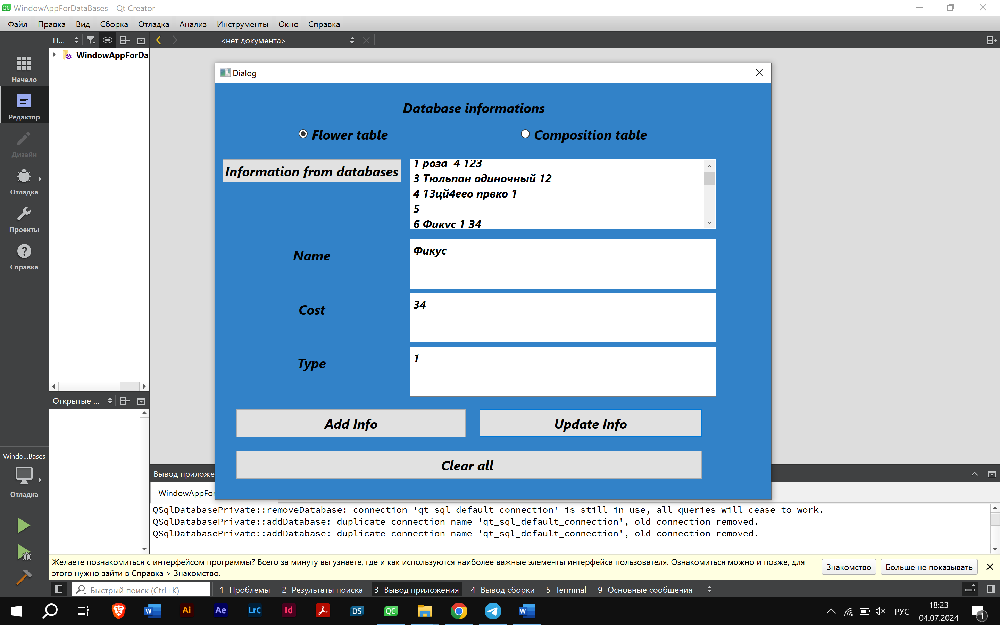 WindowAppForDataBases - Qt Creator
Файл Правка Вид Сборка Отладка Анализ Инструменты Окно Справка
П... <нет документа>
WindowAppForDat
Начало
Редактор
Дизайн
Отладка
Проекты
Справка
Dialog
Database informations
Flower table Composition table
Information from databases
1 роза 4 123
3 Тюльпан одиночный 12
4 13цй4еео првко 1
5
6 Фикус 1 34
Name Фикус
Cost 34
Type 1
Add Info Update Info
Clear all
Открытые ...
Windo...Bases
Отладка
Вывод приложе
WindowAppFor
QSqlDatabasePrivate::removeDatabase: connection 'qt_sql_default_connection' is still in use, all queries will cease to work.
QSqlDatabasePrivate::addDatabase: duplicate connection name 'qt_sql_default_connection', old connection removed.
QSqlDatabasePrivate::addDatabase: duplicate connection name 'qt_sql_default_connection', old connection removed.
Желаете познакомиться с интерфейсом программы? Всего за минуту вы узнаете, где и как используются наиболее важные элементы интерфейса пользователя. Ознакомиться можно и позже, для
этого нужно зайти в Справка > Знакомство.
Знакомство Больше не показывать
Быстрый поиск (Ctrl+K) 1 Проблемы 2 Результаты поиска 3 Вывод приложения 4 Вывод сборки 5 Terminal 9 Основные сообщения
W Ai Ae LrC Id DS QC W
РУС
18:23
04.07.2024
1